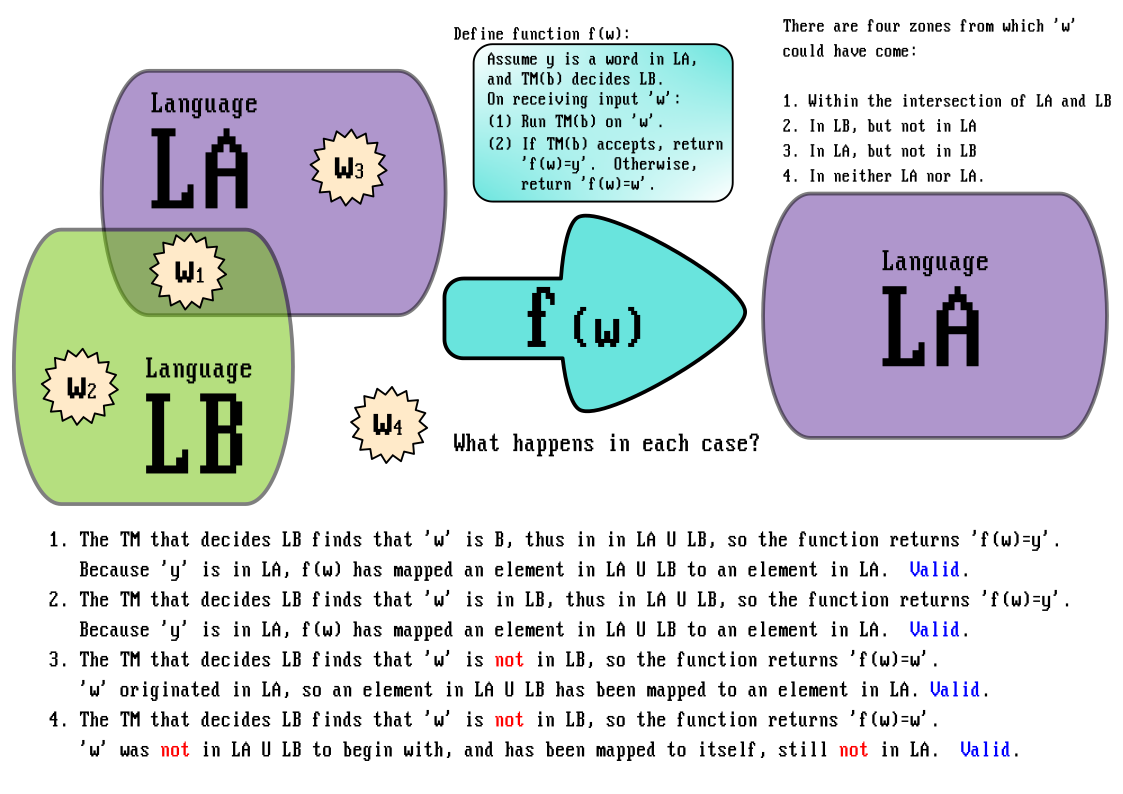 Define function f(w):
Assume y is a word in LA,
and TM(b) decides LB.
On receiving input 'w':
(1) Run TM(b) on 'w'.
(2) If TM(b) accepts, return
'f(w)=y'. Otherwise,
return 'f(w)=w'.
There are four zones from which 'w'
could have come:
1. Within the intersection of LA and LB
2. In LB, but not in LA
3. In LA, but not in LB
4. In neither LA nor LA.
Language
LA
w3
w1
w2
Language
LB
w4
f(w)
Language
LA
What happens in each case?
1. The TM that decides LB finds that 'w' is B, thus in in LA U LB, so the function returns 'f(w)=y'.
Because 'y' is in LA, f(w) has mapped an element in LA U LB to an element in LA. Valid.
2. The TM that decides LB finds that 'w' is in LB, thus in LA U LB, so the function returns 'f(w)=y'.
Because 'y' is in LA, f(w) has mapped an element in LA U LB to an element in LA. Valid.
3. The TM that decides LB finds that 'w' is not in LB, so the function returns 'f(w)=w'.
'w' originated in LA, so an element in LA U LB has been mapped to an element in LA. Valid.
4. The TM that decides LB finds that 'w' is not in LB, so the function returns 'f(w)=w'.
'w' was not in LA U LB to begin with, and has been mapped to itself, still not in LA. Valid.